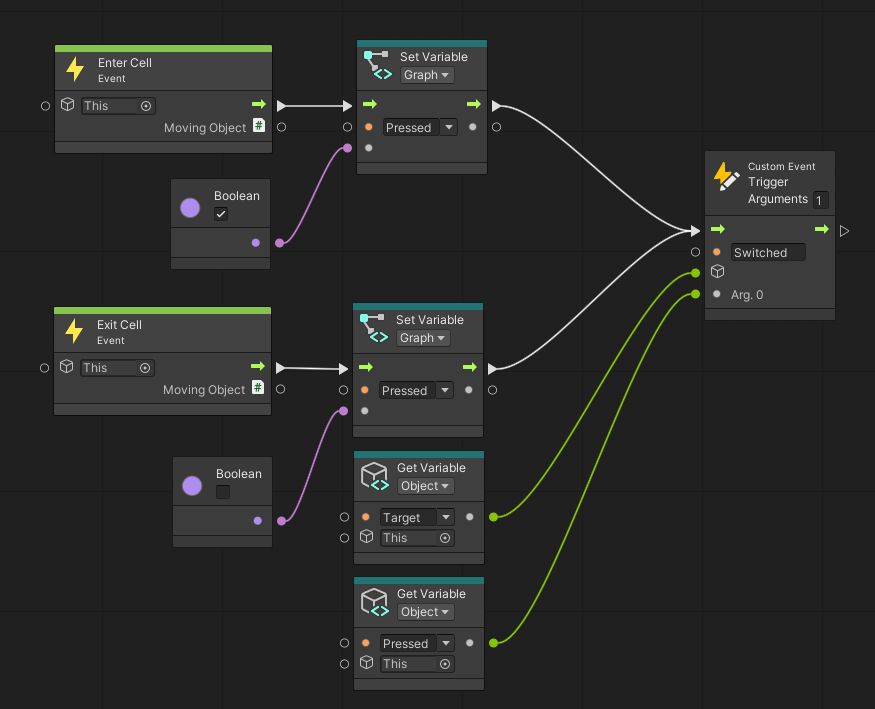 Enter Cell
Event
This
Moving Object
Set Variable
Graph
Pressed
Boolean
Custom Event
Trigger
Arguments 1
Switched
Arg. 0
Exit Cell
Event
This
Moving Object
Set Variable
Graph
Pressed
Boolean
Get Variable
Object
Target
This
Get Variable
Object
Pressed
This